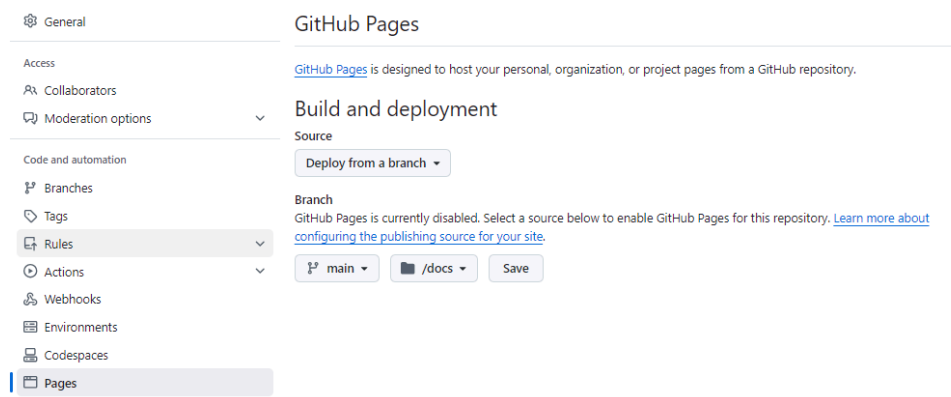 General
Access
Collaborators
Moderation options
Code and automation
Branches
Tags
Rules
Actions
Webhooks
Environments
Codespaces
Pages
GitHub Pages
GitHub Pages is designed to host your personal, organization, or project pages from a GitHub repository.
Build and deployment
Source
Deploy from a branch
Branch
GitHub Pages is currently disabled. Select a source below to enable GitHub Pages for this repository. Learn more about
configuring the publishing source for your site.
main
/docs
Save